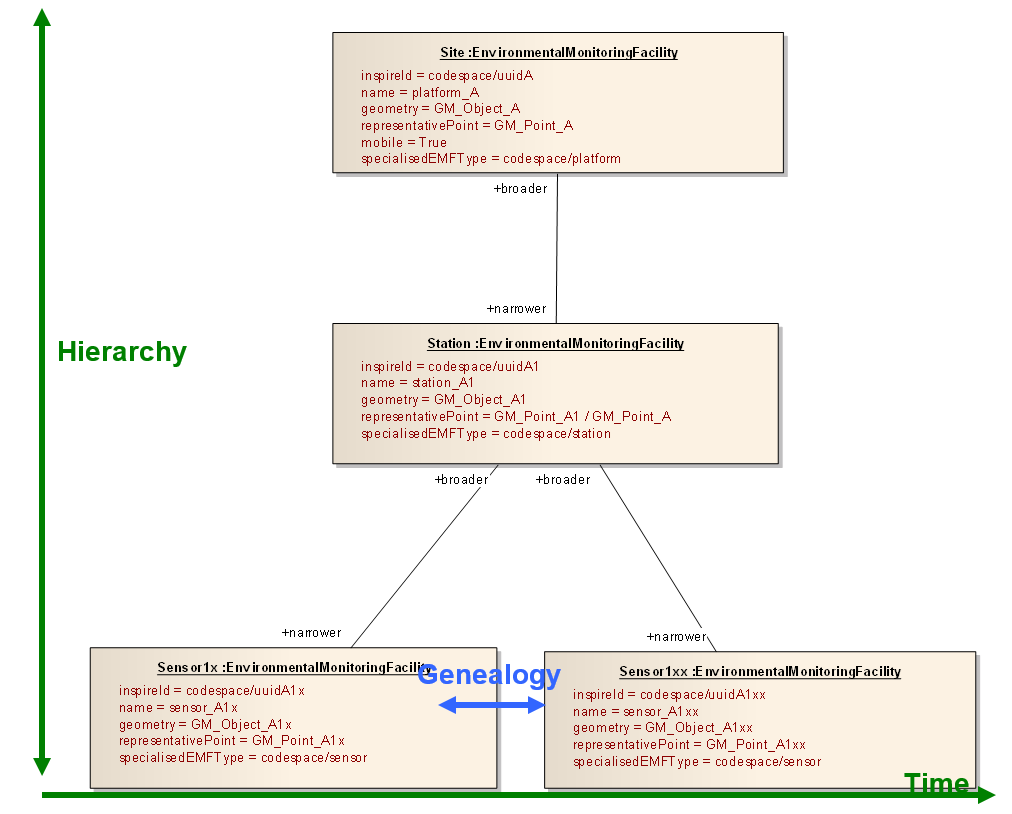 Site :EnvironmentalMonitoringFacility
inspireId = codespace/uuidA
name = platform_A
geometry = GM_Object_A
representativePoint = GM_Point_A
mobile = True
specialisedEMFType = codespace/platform
+broader
+narrower
Hierarchy
Station :EnvironmentalMonitoringFacility
inspireId = codespace/uuidA1
name = station_A1
geometry = GM_Object_A1
representativePoint = GM_Point_A1 / GM_Point_A
specialisedEMFType = codespace/station
+broader
+broader
+narrower
+narrower
Sensor1x :EnvironmentalMonitoringFacility
inspireId = codespace/uuidA1x
name = sensor_A1x
geometry = GM_Object_A1x
representativePoint = GM_Point_A1x
specialisedEMFType = codespace/sensor
Genealogy
Sensor1xx :EnvironmentalMonitoringFacility
inspireId = codespace/uuidA1xx
name = sensor_A1xx
geometry = GM_Object_A1xx
representativePoint = GM_Point_A1xx
specialisedEMFType = codespace/sensor
Time